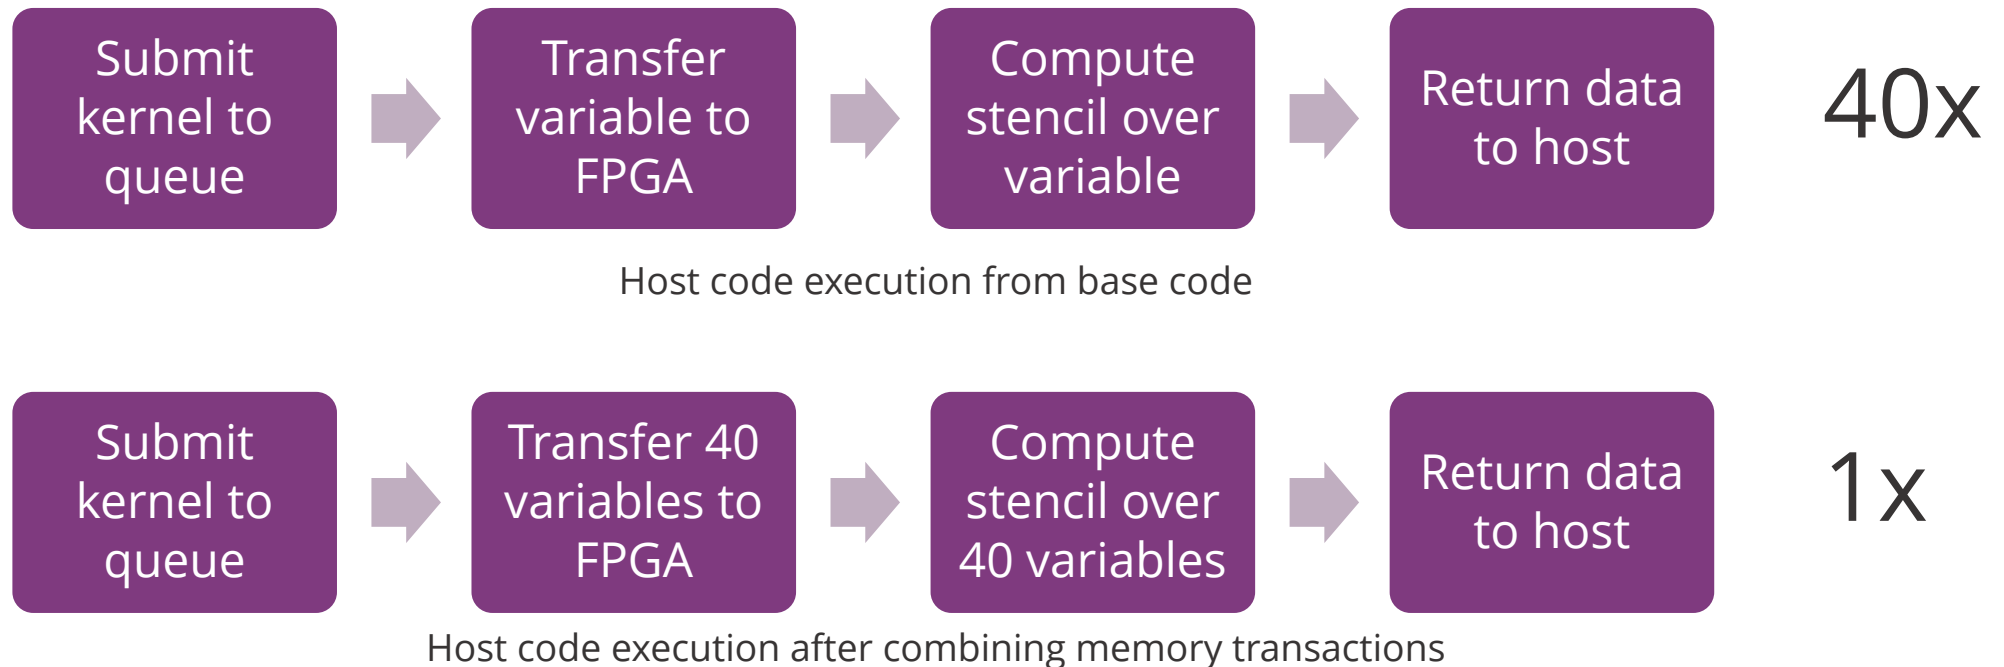 Submit
kernel to
queue
Transfer
variable to
FPGA
Compute
stencil over
variable
Return data
to host
40x
Host code execution from base code
Submit
kernel to
queue
Transfer 40
variables to
FPGA
Compute
stencil over
40 variables
Return data
to host
1x
Host code execution after combining memory transactions